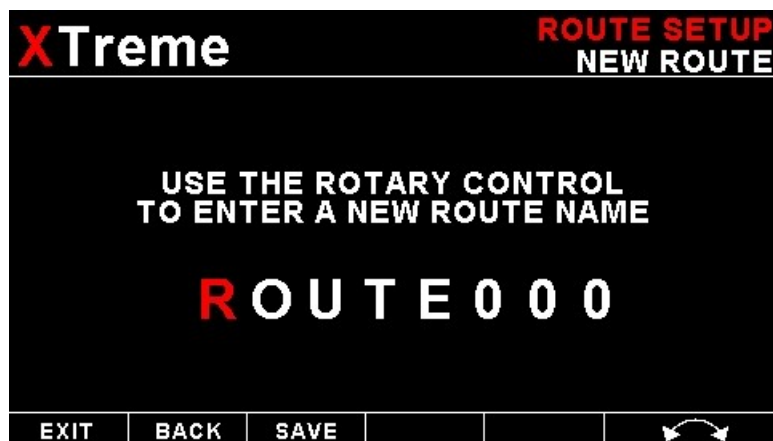 XTreme
ROUTE SETUP
NEW ROUTE
USE THE ROTARY CONTROL
TO ENTER A NEW ROUTE NAME
ROUTE000
EXIT BACK SAVE